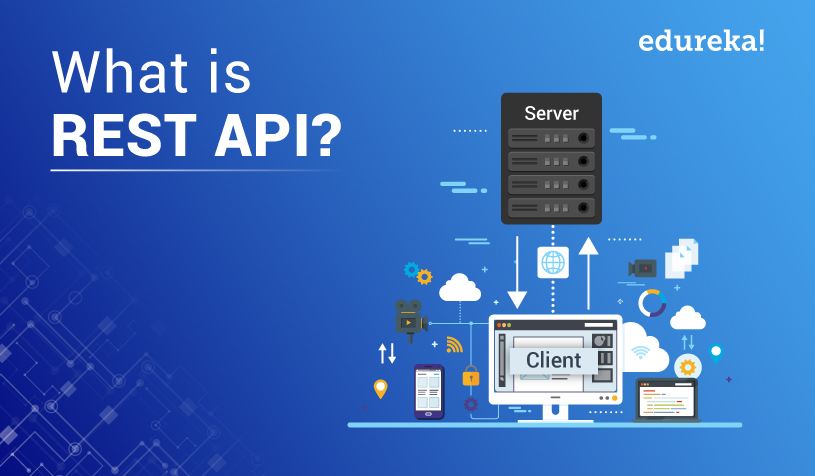 edureka!
What is
REST API?
Server
Client